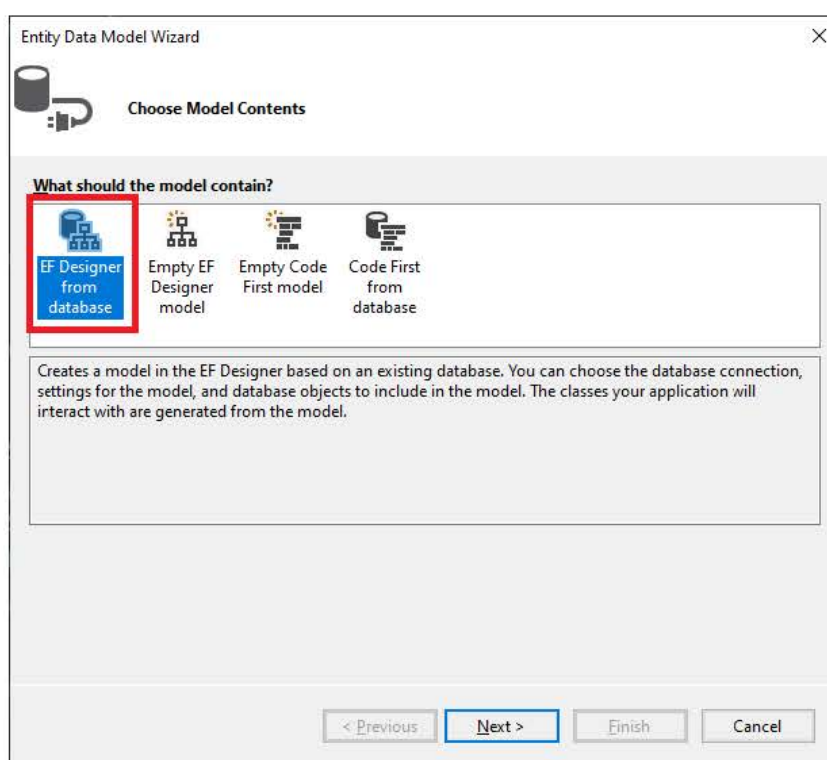 Entity Data Model Wizard
Choose Model Contents
What should the model contain?
EF Designer
from
database
Empty EF
Designer
model
Empty Code
First model
Code First
from
database
Creates a model in the EF Designer based on an existing database. You can choose the database connection,
settings for the model, and database objects to include in the model. The classes your application will
interact with are generated from the model.
< Previous
Next >
Finish
Cancel